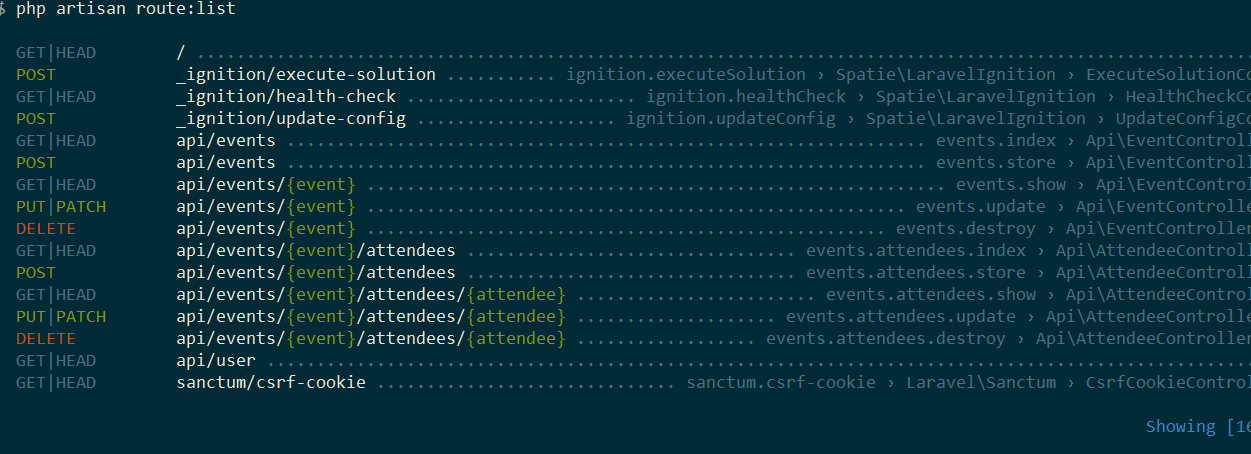 $ php artisan route:list
GET|HEAD / ................................................................................................................
POST _ignition/execute-solution ........... ignition.executeSolution › Spatie\LaravelIgnition › ExecuteSolutionCo
GET|HEAD _ignition/health-check ....................... ignition.healthCheck › Spatie\LaravelIgnition › HealthCheckCo
POST _ignition/update-config .................... ignition.updateConfig › Spatie\LaravelIgnition › UpdateConfigCo
GET|HEAD api/events ................................................................ events.index › Api\EventControll
POST api/events ................................................................ events.store › Api\EventControll
GET|HEAD api/events/{event} .......................................................... events.show › Api\EventControl
PUT|PATCH api/events/{event} ...................................................... events.update › Api\EventControlle
DELETE api/events/{event} .................................................... events.destroy › Api\EventController
GET|HEAD api/events/{event}/attendees .................................. events.attendees.index › Api\AttendeeControll
POST api/events/{event}/attendees .................................. events.attendees.store › Api\AttendeeControll
GET|HEAD api/events/{event}/attendees/{attendee} ........................ events.attendees.show › Api\AttendeeControl
PUT|PATCH api/events/{event}/attendees/{attendee} .................... events.attendees.update › Api\AttendeeControlle
DELETE api/events/{event}/attendees/{attendee} .................. events.attendees.destroy › Api\AttendeeController
GET|HEAD api/user ...................................................................................................
GET|HEAD sanctum/csrf-cookie .............................. sanctum.csrf-cookie › Laravel\Sanctum › CsrfCookieControl
Showing [16